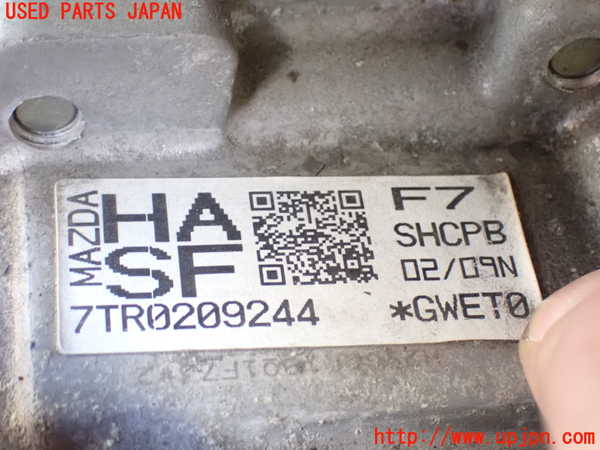 USED PARTS JAPAN
MAZDA
HA
SF
7TR0209244
F7
SHCPB
02/09N
*GWET0
http://www.upjpn.com/